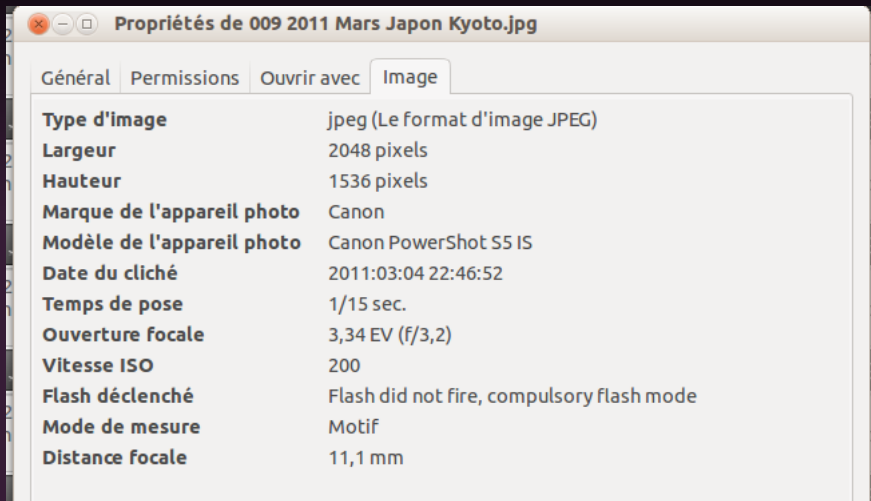 Propriétés de 009 2011 Mars Japon Kyoto.jpg
Général Permissions Ouvrir avec Image
Type d'image jpeg (Le format d'image JPEG)
Largeur 2048 pixels
Hauteur 1536 pixels
Marque de l'appareil photo Canon
Modèle de l'appareil photo Canon PowerShot S5 IS
Date du cliché 2011:03:04 22:46:52
Temps de pose 1/15 sec.
Ouverture focale 3,34 EV (f/3,2)
Vitesse ISO 200
Flash déclenché Flash did not fire, compulsory flash mode
Mode de mesure Motif
Distance focale 11,1 mm